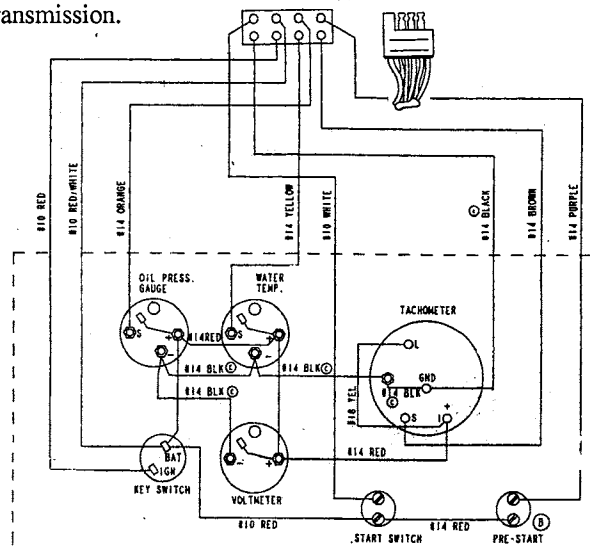 ransmission.
#10 RED
#10 RED/WHITE
#14 ORANGE
#14 YELLOW
#10 WHITE
© #14 BLACK
#14 BROWN
#14 PURPLE
OIL PRESS.
GAUGE
WATER
TEMP.
TACHOMETER
S + -
S + -
#14RED
#14 BLK ©
#14 BLK ©
#14 BLK ©
L
GND
#14 BLK
©
#18 YEL
S I +
BAT
IGN
KEY SWITCH
- +
VOLTMETER
#14 RED
#10 RED
START SWITCH
#14 RED
B
PRE-START